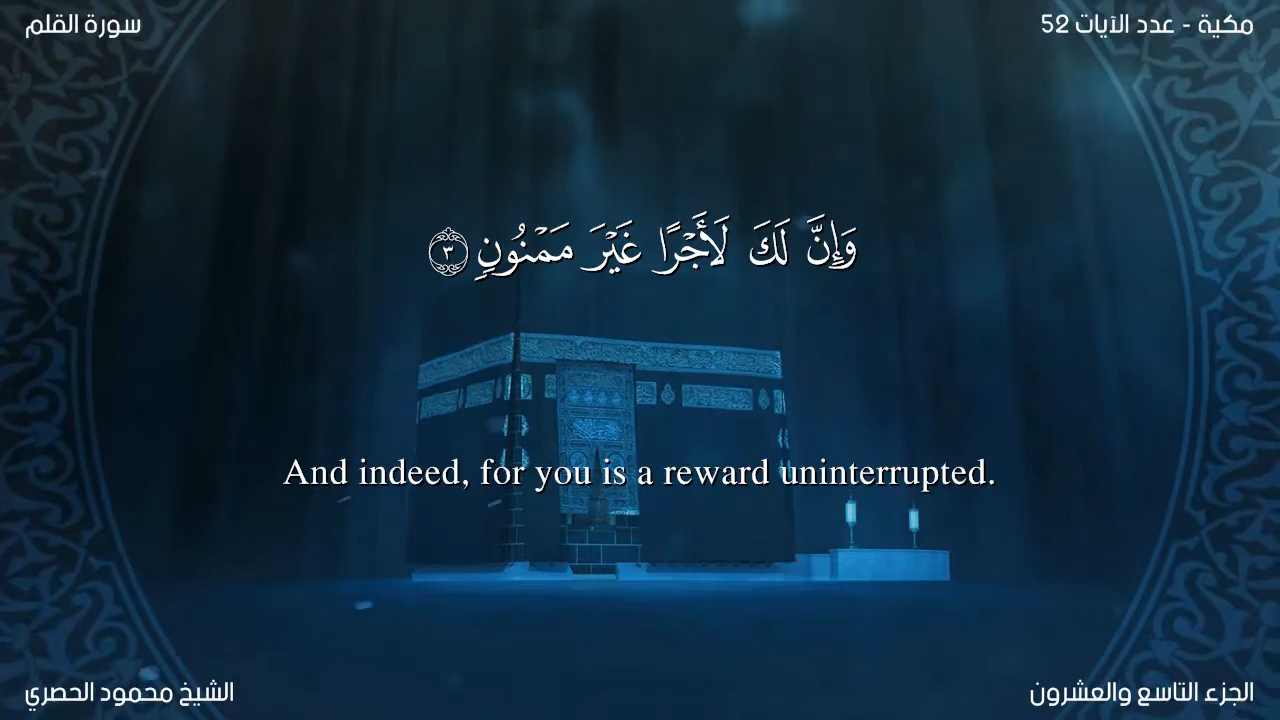 مكية - عدد الآيات 52
سورة القلم
وَإِنَّ لَكَ لَأَجْرًا غَيْرَ مَمْنُونٍ ٣
And indeed, for you is a reward uninterrupted.
الجزء التاسع والعشرون
الشيخ محمود الحصري